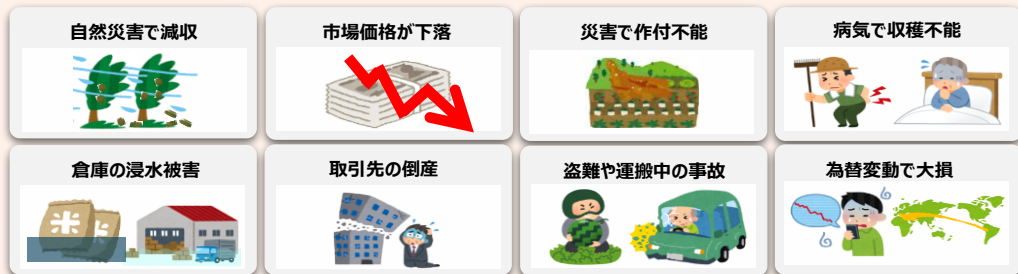 自然災害で減収
市場価格が下落
災害で作付不能
病気で収穫不能
倉庫の浸水被害
米
取引先の倒産
盗難や運搬中の事故
為替変動で大損